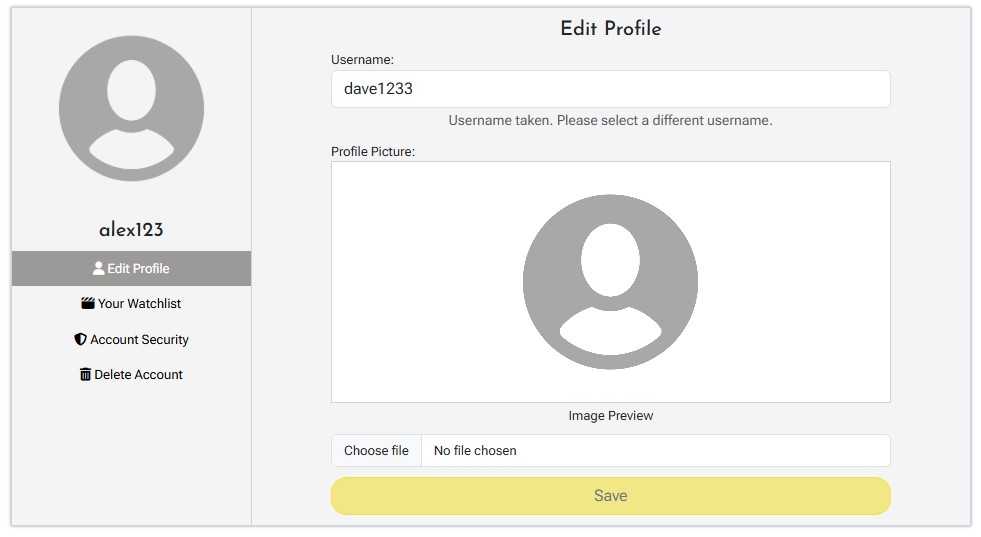 alex123
Edit Profile
Your Watchlist
Account Security
Delete Account
Edit Profile
Username:
dave1233
Username taken. Please select a different username.
Profile Picture:
Image Preview
Choose file No file chosen
Save